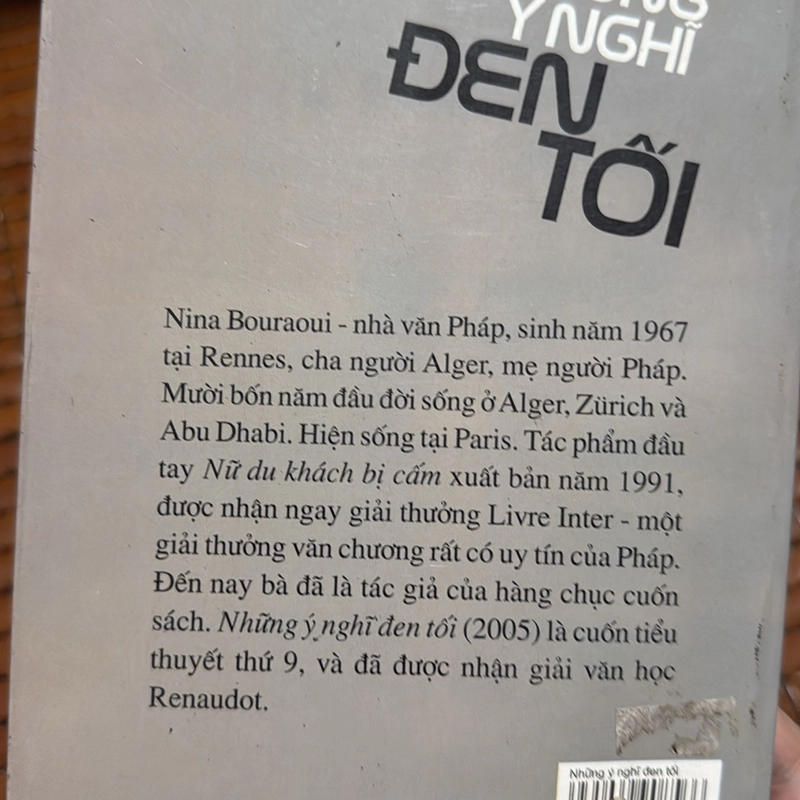 Ý NGHĨ
ĐEN
TỐI
Nina Bouraoui - nhà văn Pháp, sinh năm 1967
tại Rennes, cha người Alger, mẹ người Pháp.
Mười bốn năm đầu đời sống ở Alger, Zürich và
Abu Dhabi. Hiện sống tại Paris. Tác phẩm đầu
tay Nữ du khách bị cấm xuất bản năm 1991,
được nhận ngay giải thưởng Livre Inter - một
giải thưởng văn chương rất có uy tín của Pháp.
Đến nay bà đã là tác giả của hàng chục cuốn
sách. Những ý nghĩ đen tối (2005) là cuốn tiểu
thuyết thứ 9, và đã được nhận giải văn học
Renaudot.
Những ý nghĩ đen tối